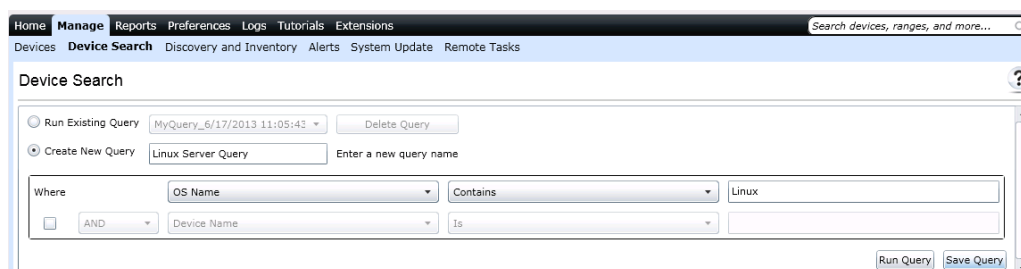 Home Manage Reports Preferences Logs Tutorials Extensions Search devices, ranges, and more...
Devices Device Search Discovery and Inventory Alerts System Update Remote Tasks
Device Search ?
Run Existing Query MyQuery_6/17/2013 11:05:43 Delete Query
Create New Query Linux Server Query Enter a new query name
Where OS Name Contains Linux
AND Device Name Is
Run Query Save Query